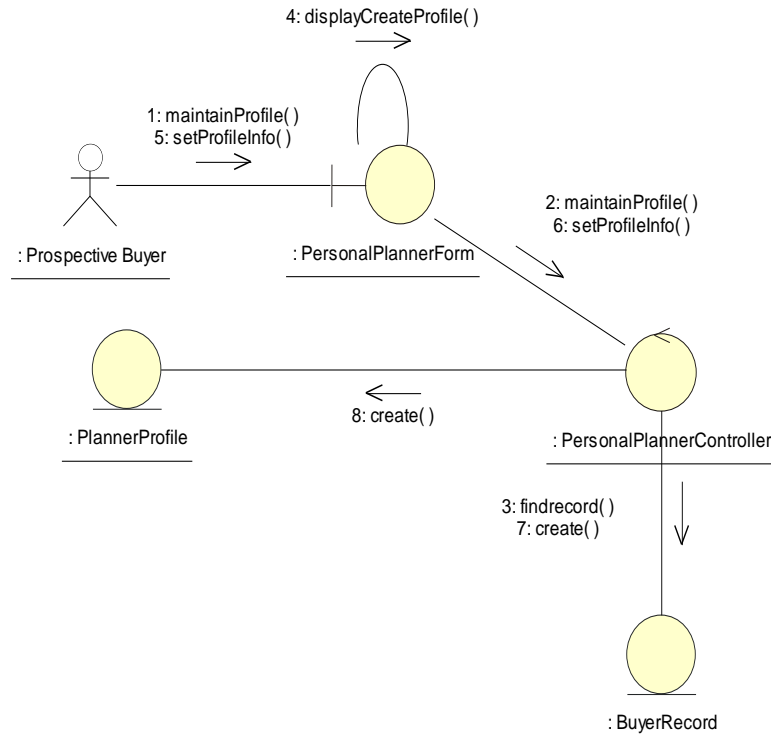 4: displayCreateProfile( )
1: maintainProfile( )
5: setProfileInfo( )
2: maintainProfile( )
6: setProfileInfo( )
: Prospective Buyer
: PersonalPlannerForm
8: create( )
: PlannerProfile
: PersonalPlannerController
3: findrecord( )
7: create( )
: BuyerRecord